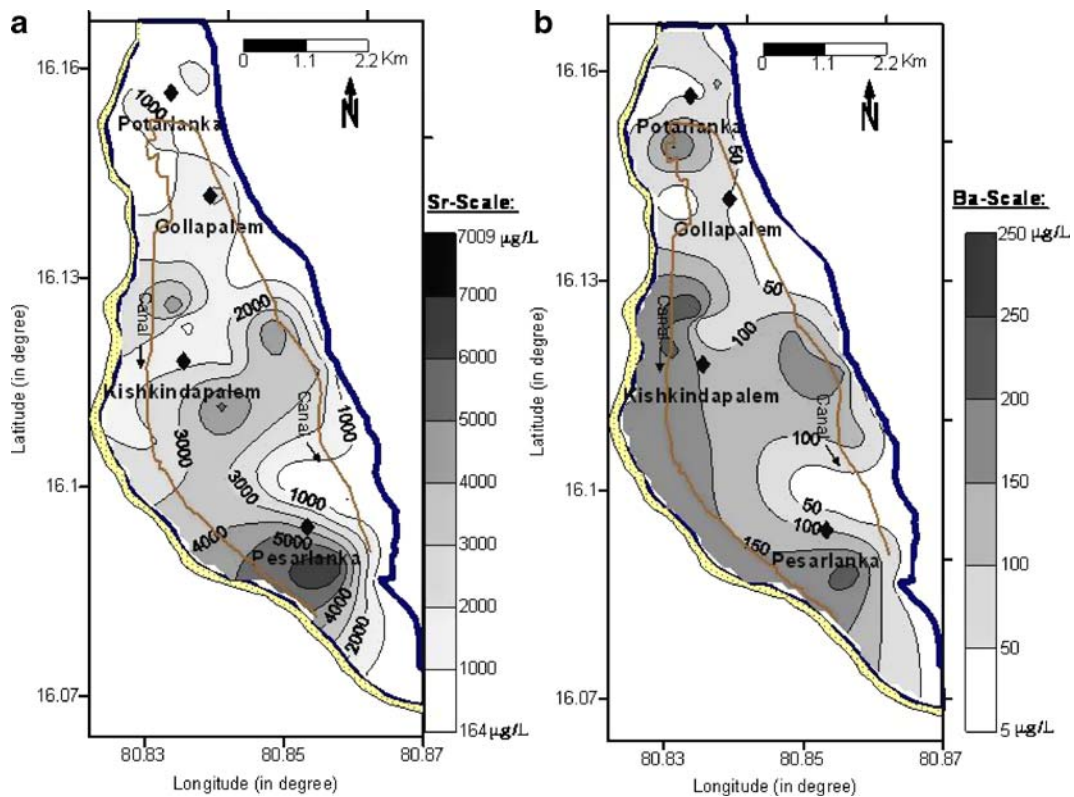 a
16.16
16.13
16.1
16.07
Latitude (in degree)
80.83
80.85
80.87
Longitude (in degree)
0
1.1
2.2 Km
N
1000
Potarlanka
Gollapalem
2000
Canal
Kishkindapalem
3000
Canal
1000
3000
1000
4000
5000
Pesarlanka
4000
2000
Sr-Scale:
7009 µg/L
7000
6000
5000
4000
3000
2000
1000
164 µg/L
b
16.16
16.13
16.1
16.07
Latitude (in degree)
80.83
80.85
80.87
Longitude (in degree)
0
1.1
2.2 Km
N
Potarlanka
50
Gollapalem
50
Canal
100
Kishkindapalem
Canal
100
50
100
150
Pesarlanka
Ba-Scale:
250 µg/L
250
200
150
100
50
5 µg/L